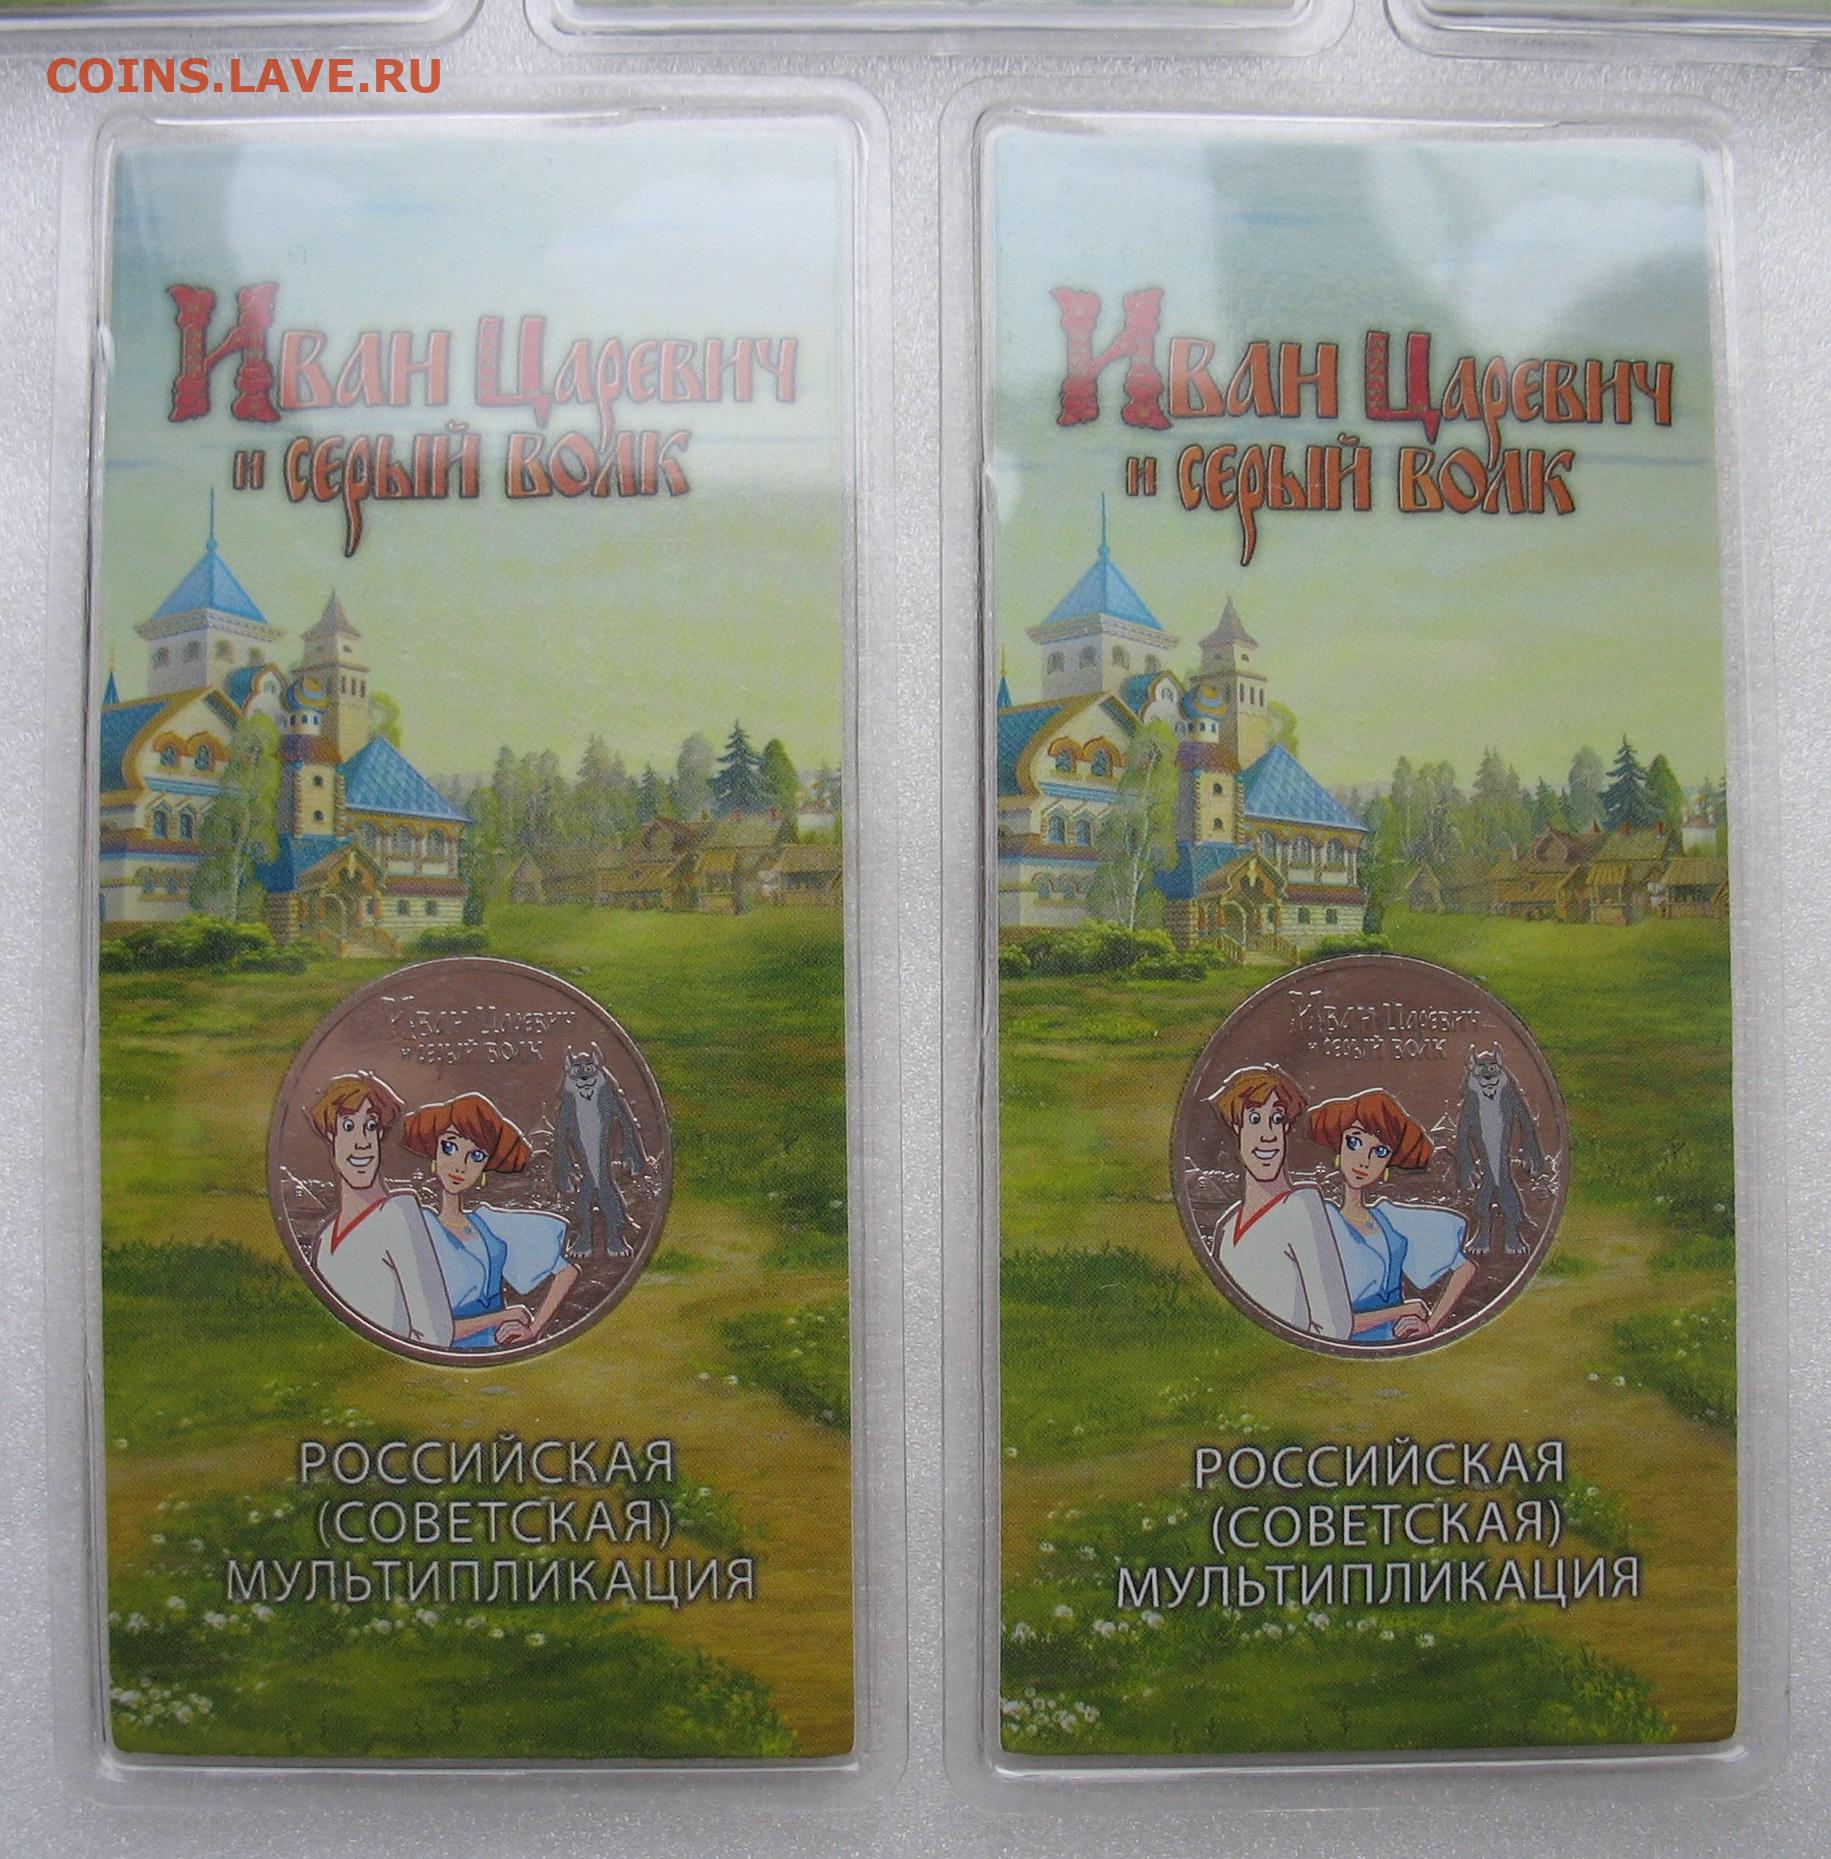 COINS.LAVE.RU
Иван Царевич
и серый волк
Иван Царевич
и серый волк
РОССИЙСКАЯ
(СОВЕТСКАЯ)
МУЛЬТИПЛИКАЦИЯ
Иван Царевич
и серый волк
Иван Царевич
и серый волк
РОССИЙСКАЯ
(СОВЕТСКАЯ)
МУЛЬТИПЛИКАЦИЯ